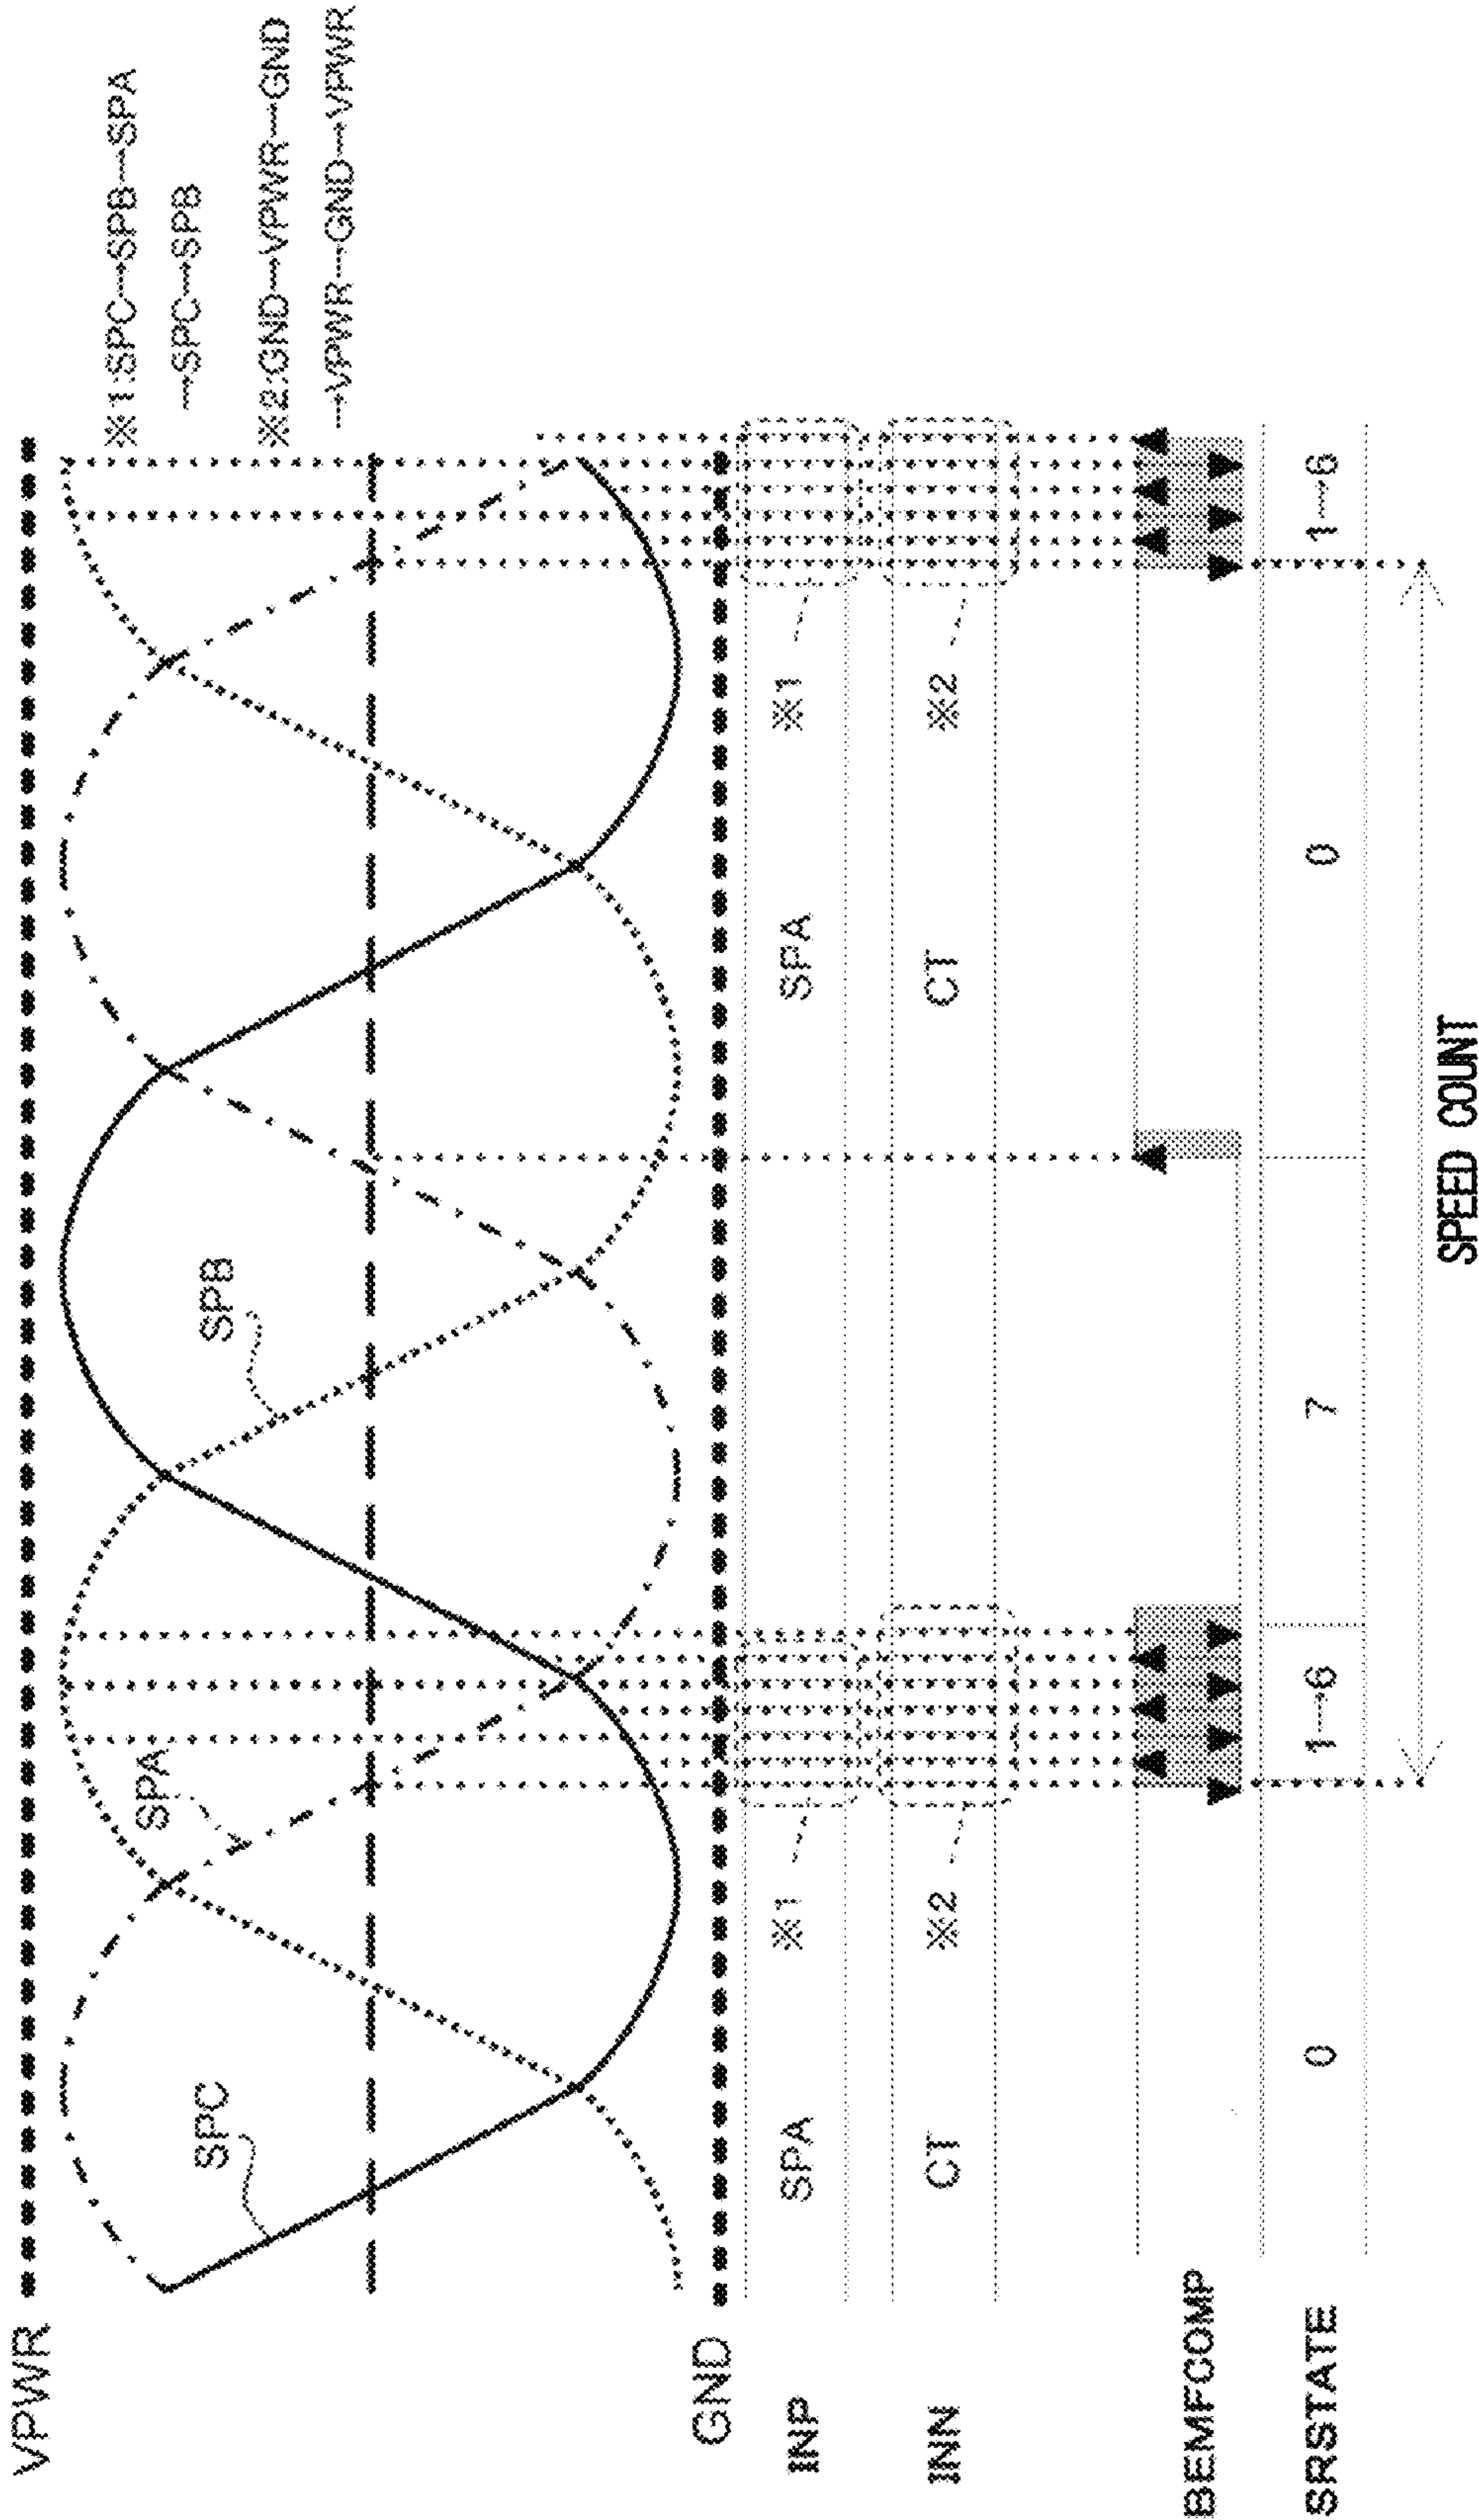 VPWR
※1:SPC→SPB→SPA
→SPC→SPB
※2:GND→VPWR→GND
→VPWR→GND→VPWR
SPC
SPA
SPB
GND
INP
SPA
※1
SPA
※1
INN
CT
※2
CT
※2
BEMFCOMP
SRSTATE
0
1→6
7
0
1→6
SPEED COUNT